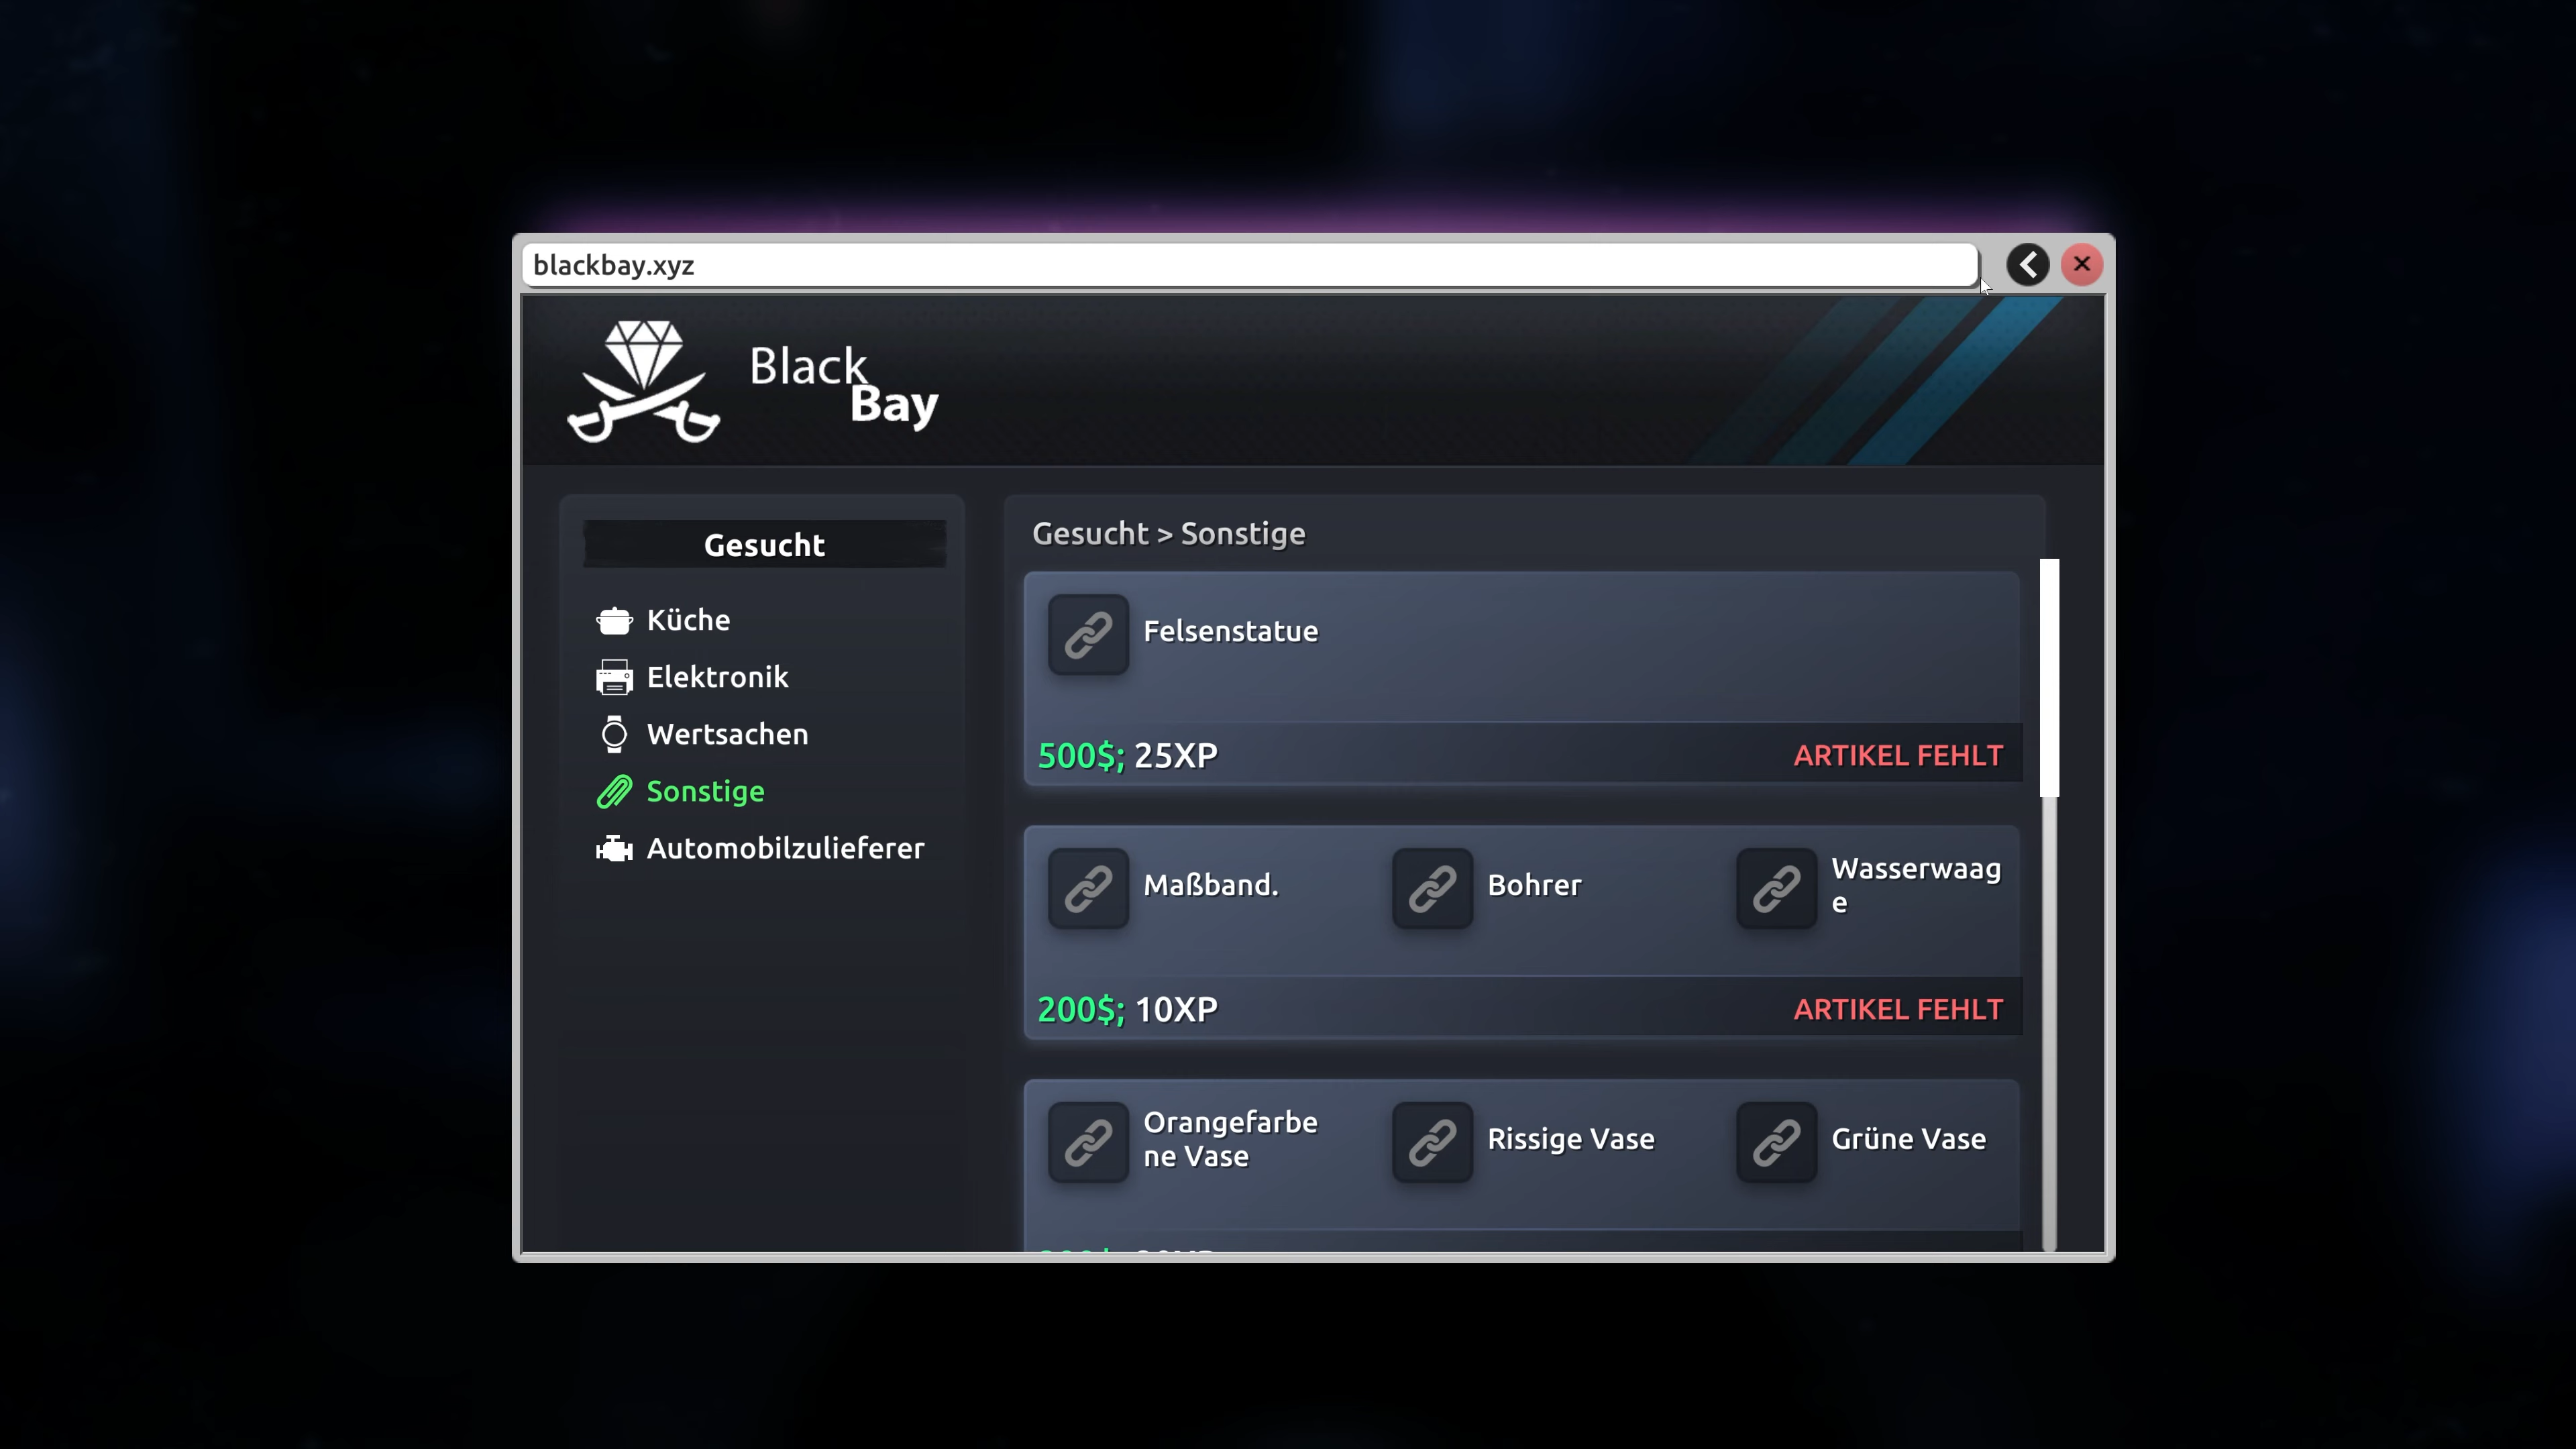 blackbay.xyz
Black
Bay
Gesucht
Küche
Elektronik
Wertsachen
Sonstige
Automobilzulieferer
Gesucht > Sonstige
Felsenstatue
500$; 25XP
ARTIKEL FEHLT
Maßband.
Bohrer
Wasserwaag
e
200$; 10XP
ARTIKEL FEHLT
Orangefarbe
ne Vase
Rissige Vase
Grüne Vase